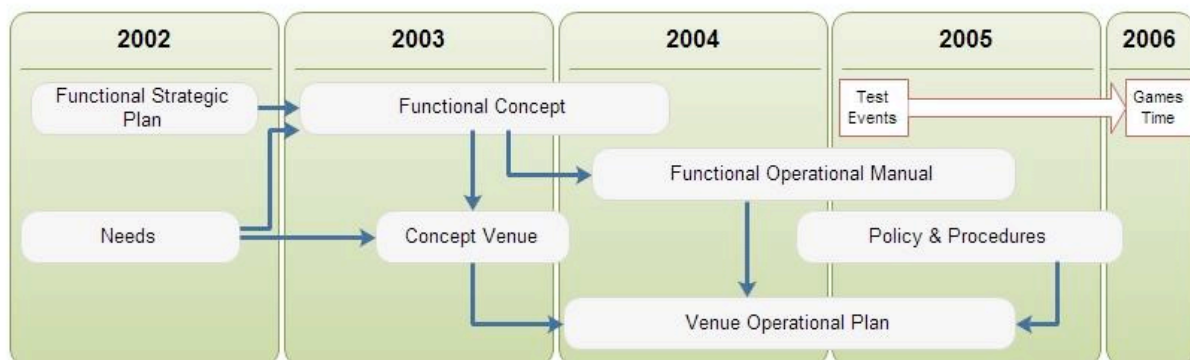 2002
2003
2004
2005
2006
Functional Strategic
Plan
Functional Concept
Test
Events
Games
Time
Functional Operational Manual
Needs
Concept Venue
Policy & Procedures
Venue Operational Plan